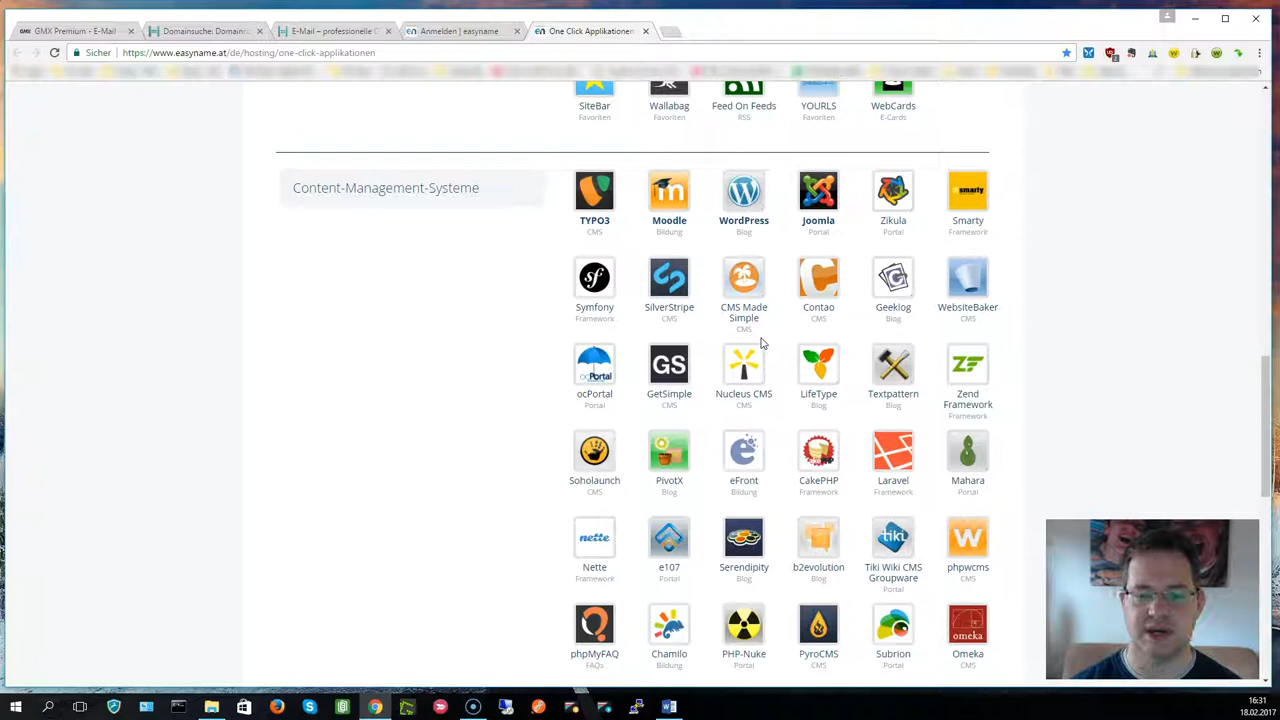 GMX Premium - E-Mail
Domainsuche: Domainna
E-Mail – professionelle C
Anmelden | easyname
One Click Applikationen
Sicher
https://www.easyname.at/de/hosting/one-click-applikationen
SiteBar
Wallabag
Feed On Feeds
YOURLS
WebCards
Favoriten
Favoriten
RSS
Favoriten
E-Cards
Content-Management-Systeme
TYPO3
Moodle
WordPress
Joomla
Zikula
Smarty
CMS
Bildung
Blog
Portal
Portal
Framework
Symfony
SilverStripe
CMS Made
Simple
Contao
Geeklog
WebsiteBaker
Framework
CMS
CMS
CMS
Blog
CMS
ocPortal
GetSimple
Nucleus CMS
LifeType
Textpattern
Zend
Framework
Portal
CMS
CMS
Blog
Blog
Framework
Soholaunch
PivotX
eFront
CakePHP
Laravel
Mahara
CMS
Blog
Bildung
Framework
Framework
Portal
Nette
e107
Serendipity
b2evolution
Tiki Wiki CMS
Groupware
phpwcms
Framework
Portal
Blog
Blog
Portal
CMS
phpMyFAQ
Chamilo
PHP-Nuke
PyroCMS
Subrion
Omeka
FAQs
Bildung
Portal
CMS
Portal
CMS
16:31
18.02.2017